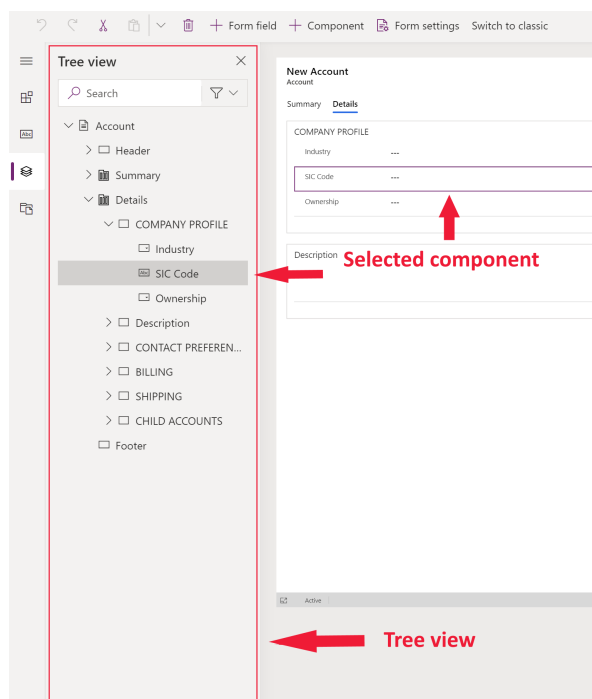 + Form field + Component Form settings Switch to classic
Tree view
Search
Account
Header
Summary
Details
COMPANY PROFILE
Industry
Abc SIC Code
Ownership
Description
CONTACT PREFEREN...
BILLING
SHIPPING
CHILD ACCOUNTS
Footer
Abc
New Account
Account
Summary Details
COMPANY PROFILE
Industry ---
SIC Code ---
Ownership ---
Description
Selected component
Active
Tree view